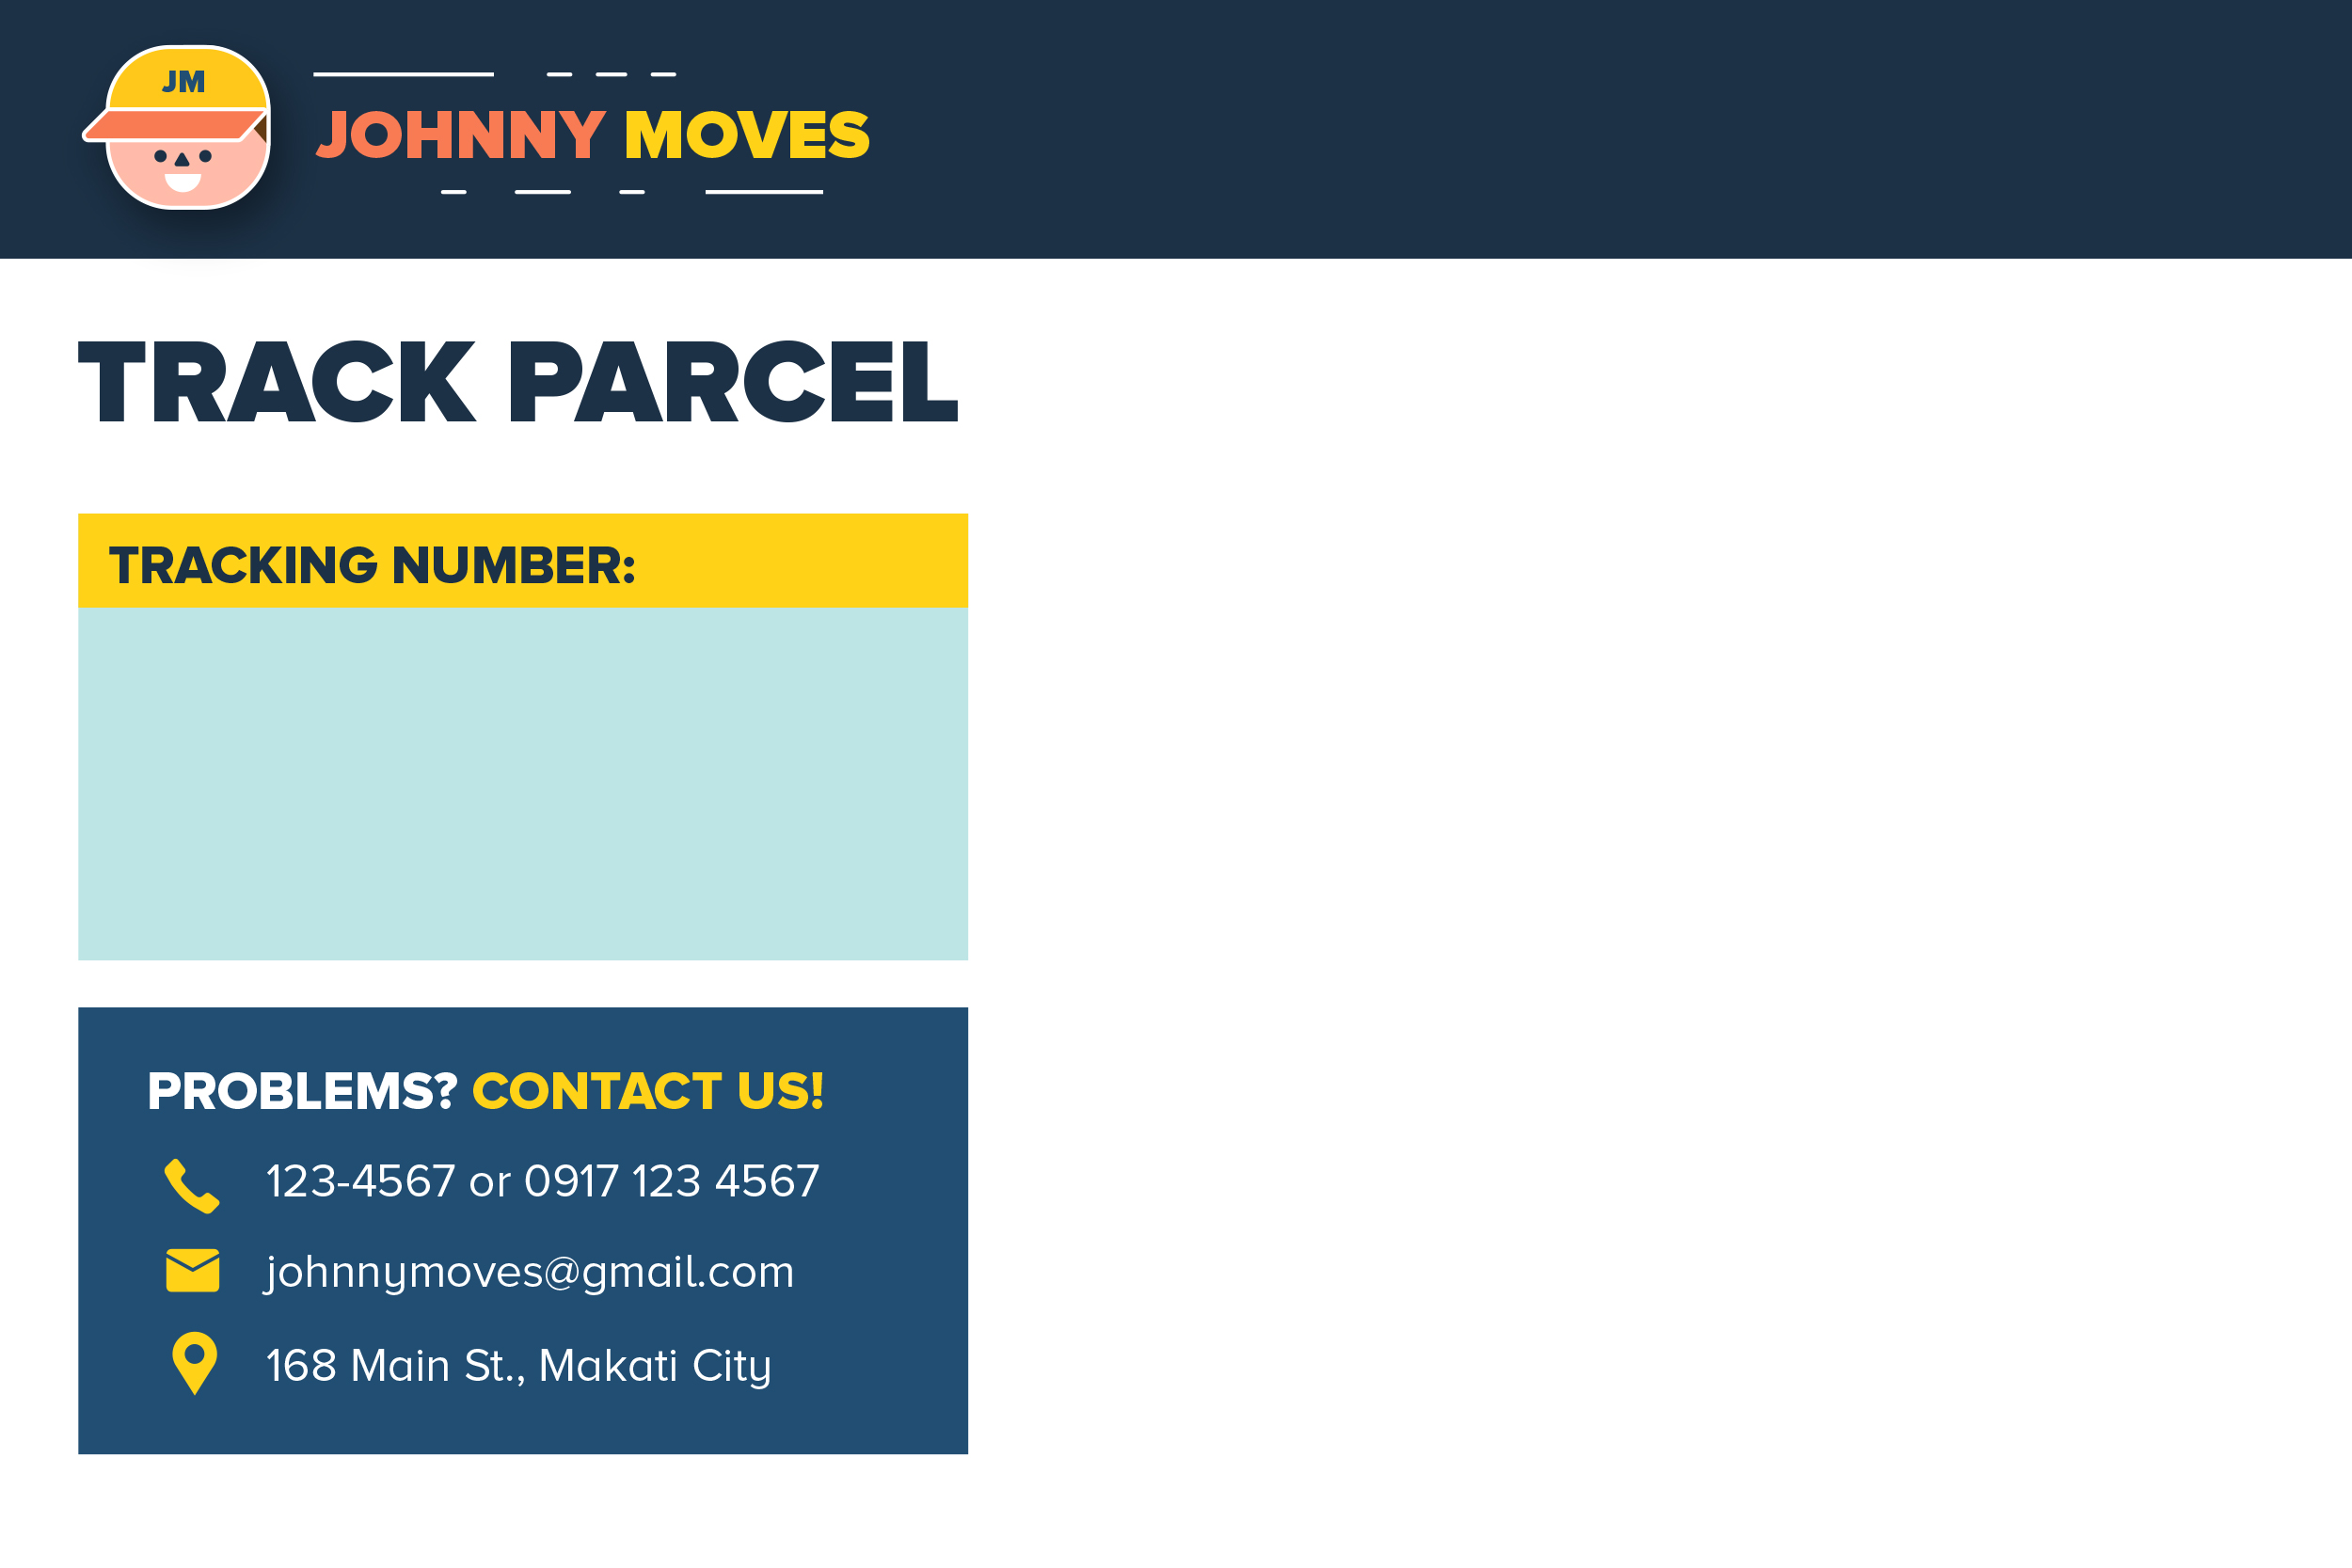 JM
JOHNNY MOVES
TRACK PARCEL
TRACKING NUMBER:
PROBLEMS? CONTACT US!
123-4567 or 0917 123 4567
johnnymoves@gmail.com
168 Main St., Makati City